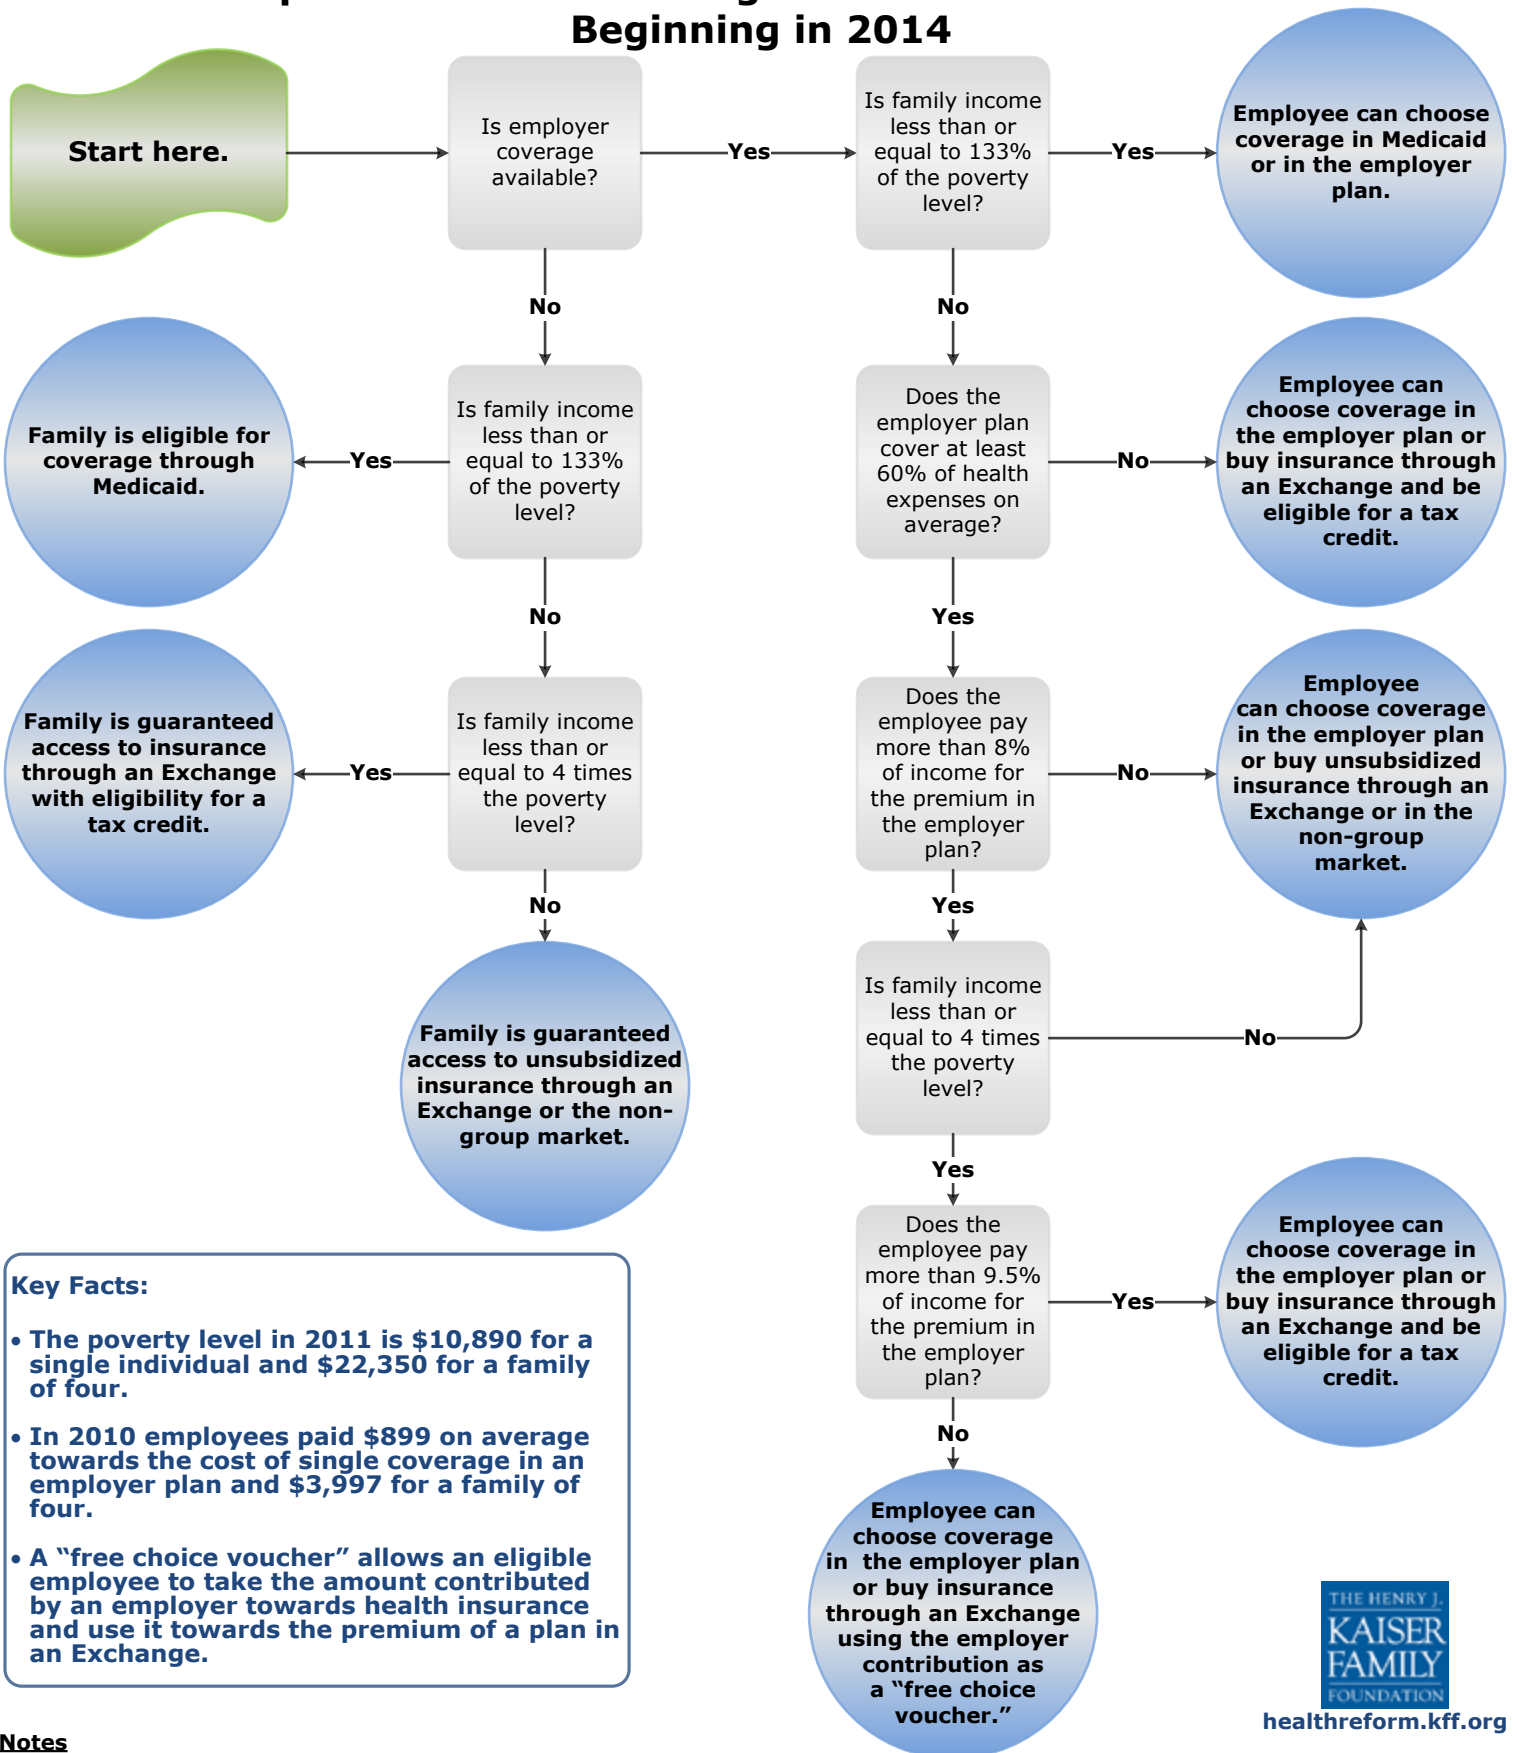 Beginning in 2014
Start here.
Is employer
coverage
available?
Yes
Is family income
less than or
equal to 133%
of the poverty
level?
Yes
Employee can choose
coverage in Medicaid
or in the employer
plan.
No
No
Family is eligible for
coverage through
Medicaid.
Yes
Is family income
less than or
equal to 133%
of the poverty
level?
Does the
employer plan
cover at least
60% of health
expenses on
average?
No
Employee can
choose coverage in
the employer plan or
buy insurance through
an Exchange and be
eligible for a tax
credit.
No
Yes
Family is guaranteed
access to insurance
through an Exchange
with eligibility for a
tax credit.
Yes
Is family income
less than or
equal to 4 times
the poverty
level?
Does the
employee pay
more than 8%
of income for
the premium in
the employer
plan?
No
Employee
can choose coverage
in the employer plan
or buy unsubsidized
insurance through an
Exchange or in the
non-group
market.
No
Yes
Family is guaranteed
access to unsubsidized
insurance through an
Exchange or the non-
group market.
Is family income
less than or
equal to 4 times
the poverty
level?
No
Yes
Does the
employee pay
more than 9.5%
of income for
the premium in
the employer
plan?
Yes
Employee can
choose coverage in
the employer plan or
buy insurance through
an Exchange and be
eligible for a tax
credit.
No
Employee can
choose coverage
in the employer plan
or buy insurance
through an Exchange
using the employer
contribution as
a “free choice
voucher.”
Key Facts:
• The poverty level in 2011 is $10,890 for a
single individual and $22,350 for a family
of four.
• In 2010 employees paid $899 on average
towards the cost of single coverage in an
employer plan and $3,997 for a family of
four.
• A “free choice voucher” allows an eligible
employee to take the amount contributed
by an employer towards health insurance
and use it towards the premium of a plan in
an Exchange.
THE HENRY J.
KAISER
FAMILY
FOUNDATION
healthreform.kff.org
Notes